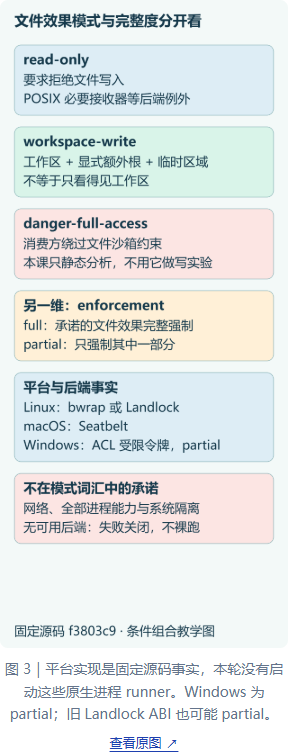 文件效果模式与完整度分开看
read-only
要求拒绝文件写入
POSIX 必要接收器等后端例外
workspace-write
工作区 + 显式额外根 + 临时区域
不等于只看得见工作区
danger-full-access
消费方绕过文件沙箱约束
本课只静态分析，不用它做写实验
另一维：enforcement
full：承诺的文件效果完整强制
partial：只强制其中一部分
平台与后端事实
Linux：bwrap 或 Landlock
macOS：Seatbelt
Windows：ACL 受限令牌，partial
不在模式词汇中的承诺
网络、全部进程能力与系统隔离
无可用后端：失败关闭，不裸跑
固定源码 f3803c9 · 条件组合教学图
图 3 | 平台实现是固定源码事实，本轮没有启
动这些原生进程 runner。Windows 为
partial；旧 Landlock ABI 也可能 partial。
查看原图 ↗